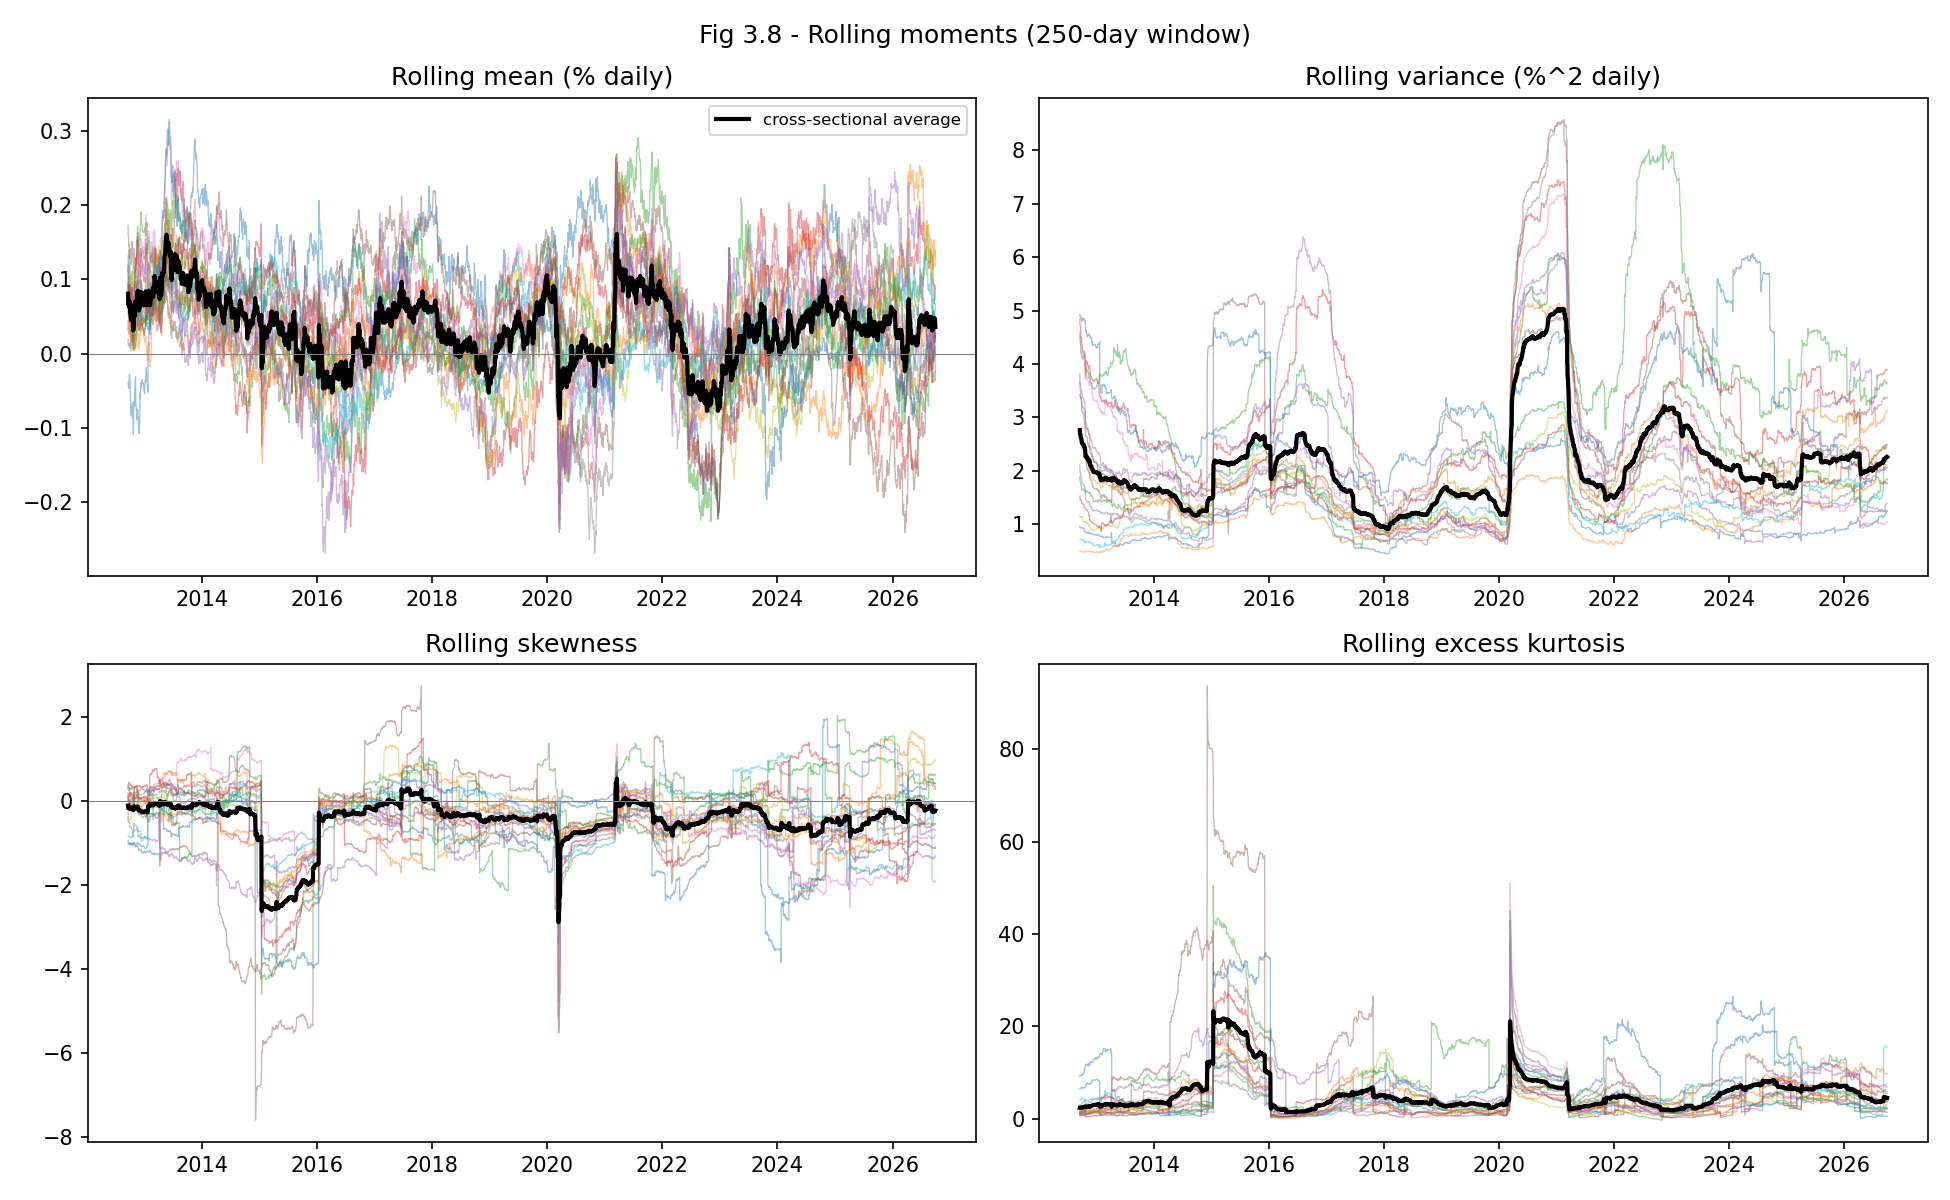 Fig 3.8 - Rolling moments (250-day window)
Rolling mean (% daily)
cross-sectional average
0.3
0.2
0.1
0.0
−0.1
−0.2
2014 2016 2018 2020 2022 2024 2026
Rolling variance (%^2 daily)
8
7
6
5
4
3
2
1
2014 2016 2018 2020 2022 2024 2026
Rolling skewness
2
0
−2
−4
−6
−8
2014 2016 2018 2020 2022 2024 2026
Rolling excess kurtosis
80
60
40
20
0
2014 2016 2018 2020 2022 2024 2026